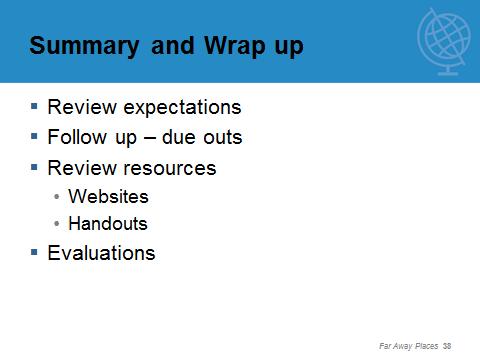 Summary and Wrap up
▪ Review expectations
▪ Follow up – due outs
▪ Review resources
• Websites
• Handouts
▪ Evaluations
Far Away Places 38